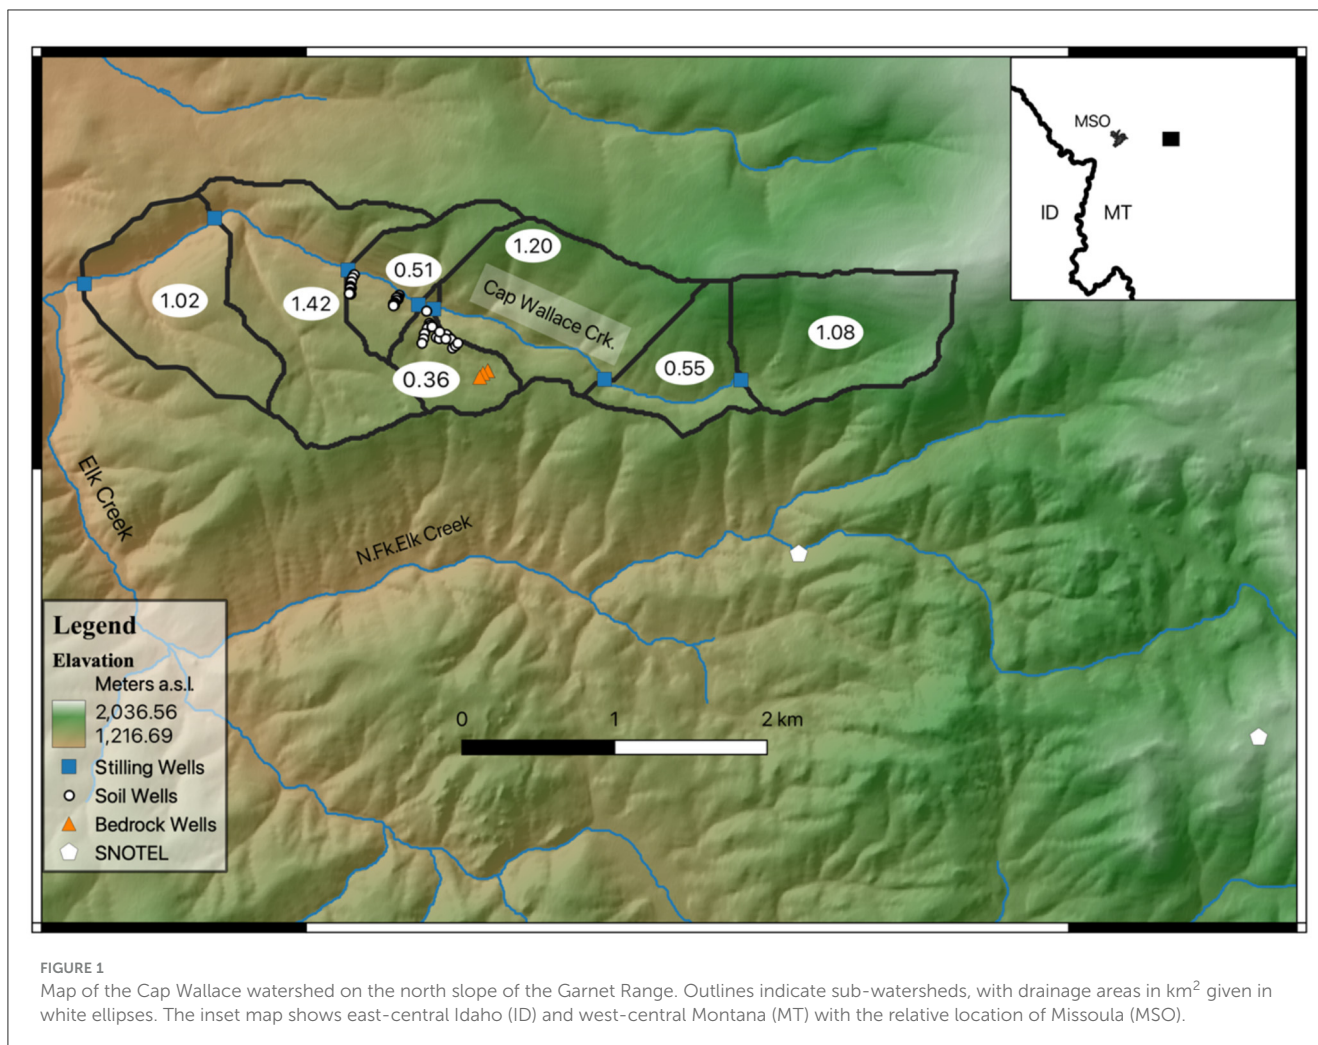 MSO
ID
MT
1.20
0.51
1.02
1.42
Cap Wallace Crk.
1.08
0.55
0.36
Elk Creek
N.Fk.Elk Creek
Legend
Elavation
Meters a.s.l.
2,036.56
1,216.69
Stilling Wells
Soil Wells
Bedrock Wells
SNOTEL
0 1 2 km
FIGURE 1
Map of the Cap Wallace watershed on the north slope of the Garnet Range. Outlines indicate sub-watersheds, with drainage areas in km² given in
white ellipses. The inset map shows east-central Idaho (ID) and west-central Montana (MT) with the relative location of Missoula (MSO).